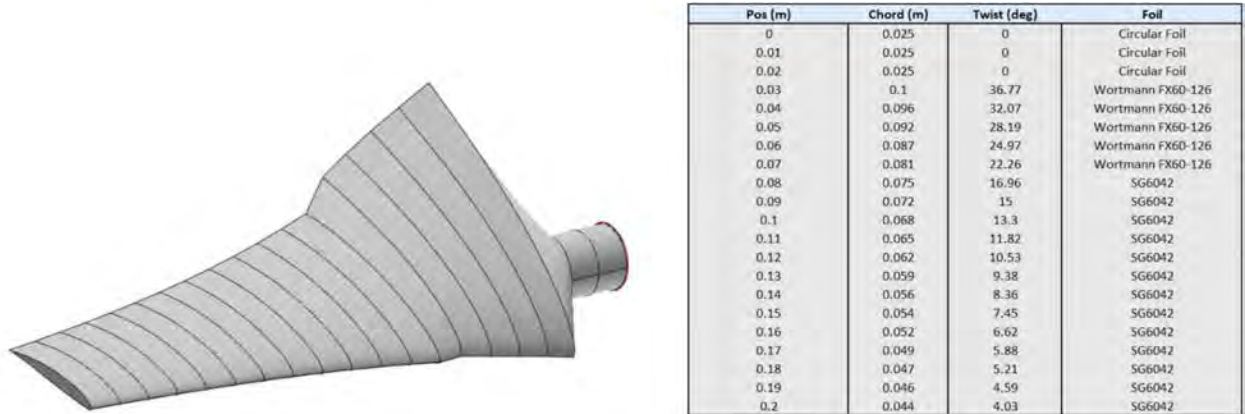 Pos (m) Chord (m) Twist (deg) Foil
0 0.025 0 Circular Foil
0.01 0.025 0 Circular Foil
0.02 0.025 0 Circular Foil
0.03 0.1 36.77 Wortmann FX60-126
0.04 0.096 32.07 Wortmann FX60-126
0.05 0.092 28.19 Wortmann FX60-126
0.06 0.087 24.97 Wortmann FX60-126
0.07 0.081 22.26 Wortmann FX60-126
0.08 0.075 16.96 SG6042
0.09 0.072 15 SG6042
0.1 0.068 13.3 SG6042
0.11 0.065 11.82 SG6042
0.12 0.062 10.53 SG6042
0.13 0.059 9.38 SG6042
0.14 0.056 8.36 SG6042
0.15 0.054 7.45 SG6042
0.16 0.052 6.62 SG6042
0.17 0.049 5.88 SG6042
0.18 0.047 5.21 SG6042
0.19 0.046 4.59 SG6042
0.2 0.044 4.03 SG6042